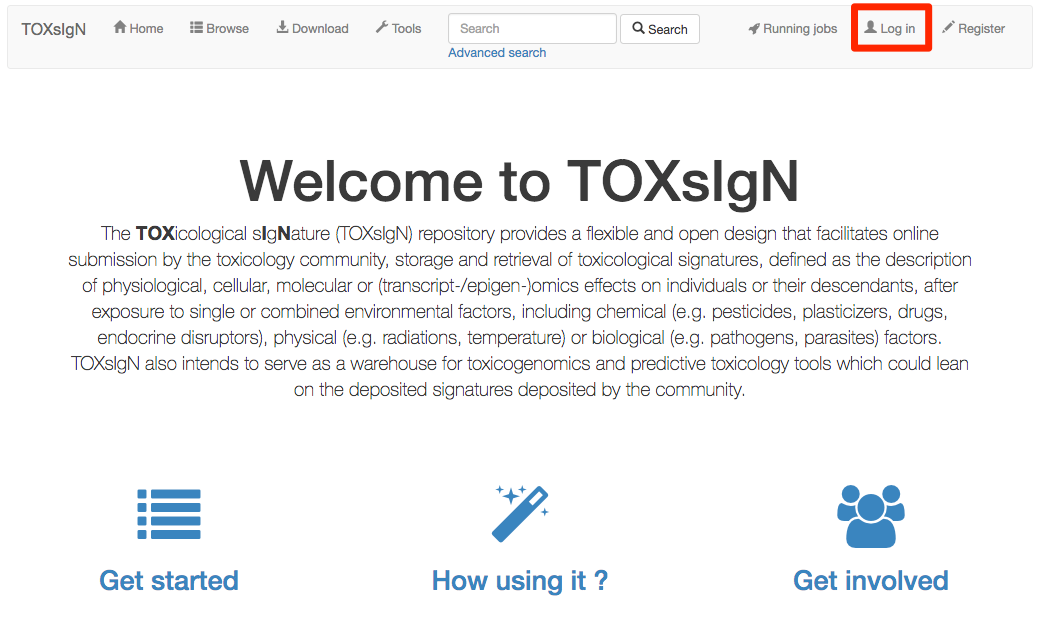 TOXsIgN Home Browse Download Tools Search Search Running jobs Log in Register
Advanced search
Welcome to TOXsIgN
The TOXicological sIgNature (TOXsIgN) repository provides a flexible and open design that facilitates online
submission by the toxicology community, storage and retrieval of toxicological signatures, defined as the description
of physiological, cellular, molecular or (transcript-/epigen-)omics effects on individuals or their descendants, after
exposure to single or combined environmental factors, including chemical (e.g. pesticides, plasticizers, drugs,
endocrine disruptors), physical (e.g. radiations, temperature) or biological (e.g. pathogens, parasites) factors.
TOXsIgN also intends to serve as a warehouse for toxicogenomics and predictive toxicology tools which could lean
on the deposited signatures deposited by the community.
Get started How using it ? Get involved